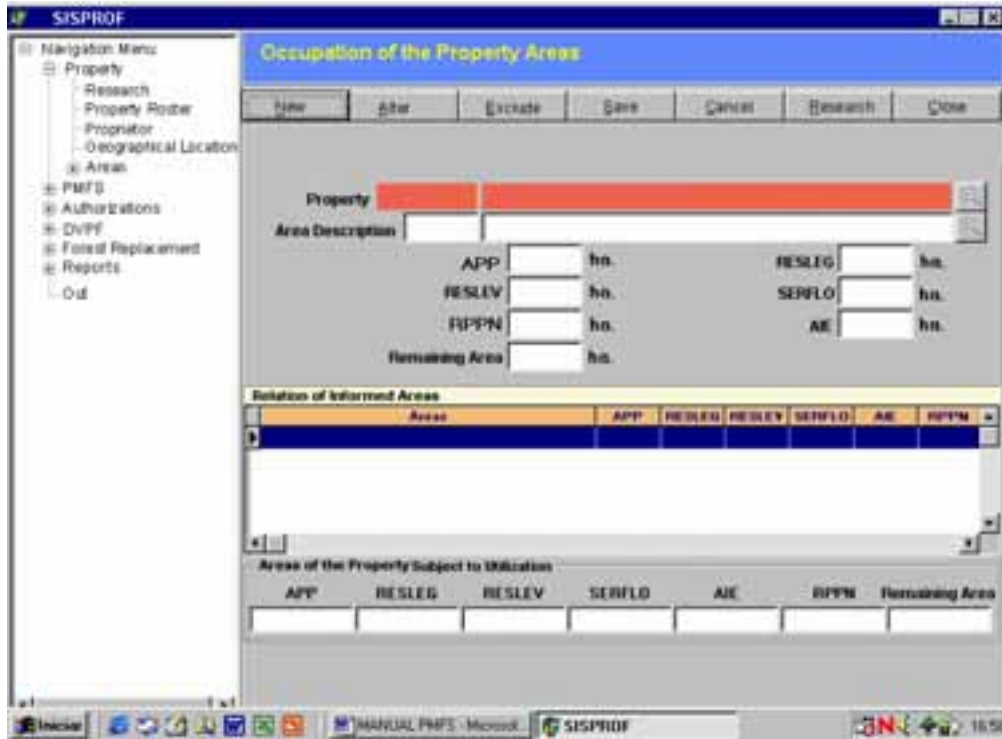 SISPROF
Navigation Menu
Property
Research
Property Roster
Propriator
Geographical Location
Areas
PMFS
Authorizations
DVPF
Forest Replacement
Reports
Out
Occupation of the Property Areas
New Alter Exclude Save Cancel Research Close
Property
Area Description
APP ha. RESLEG ha.
RESLEV ha. SERFLO ha.
RPPN ha. AIE ha.
Remaining Area ha.
Relation of Informed Areas
Areas APP RESLEG RESLEV SERFLO AIE RPPN
Areas of the Property Subject to Utilization
APP RESLEG RESLEV SERFLO AIE RPPN Remaining Area
Iniciar MANUAL PMFS - Microsof... SISPROF